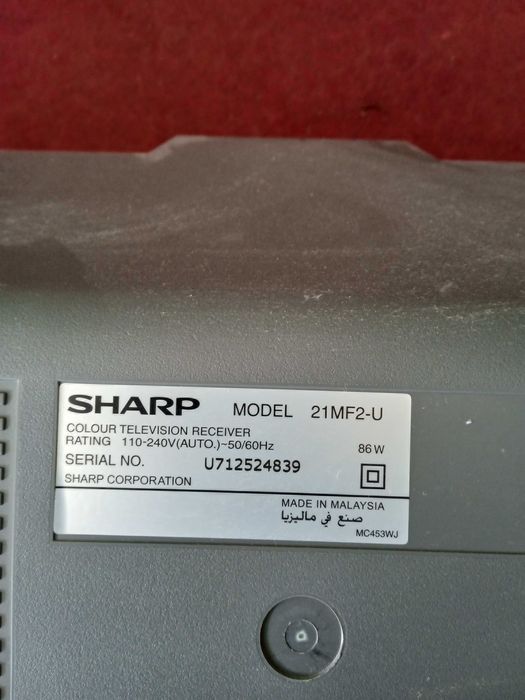 SHARP MODEL 21MF2-U
COLOUR TELEVISION RECEIVER
RATING 110-240V(AUTO.)~50/60Hz 86W
SERIAL NO. U712524839
SHARP CORPORATION
MADE IN MALAYSIA
صنع في ماليزيا
MC453WJ